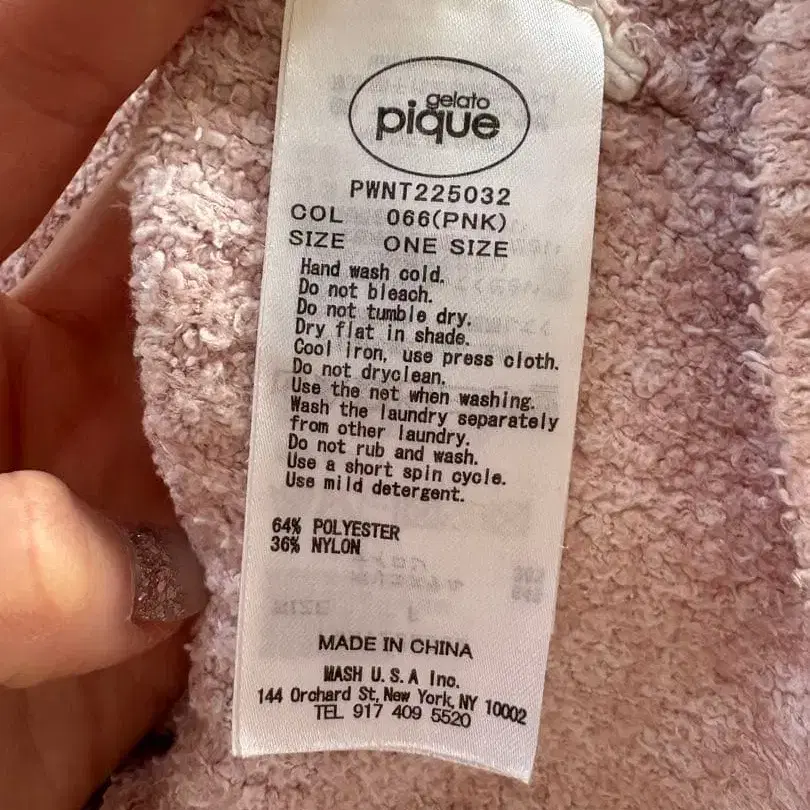 gelato
pique
PWNT225032
COL 066(PNK)
SIZE ONE SIZE
Hand wash cold.
Do not bleach.
Do not tumble dry.
Dry flat in shade.
Cool iron, use press cloth.
Do not dryclean.
Use the net when washing.
Wash the laundry separately
from other laundry.
Do not rub and wash.
Use a short spin cycle.
Use mild detergent.
64% POLYESTER
36% NYLON
MADE IN CHINA
MASH U.S.A Inc.
144 Orchard St, New York, NY 10002
TEL 917 409 5520